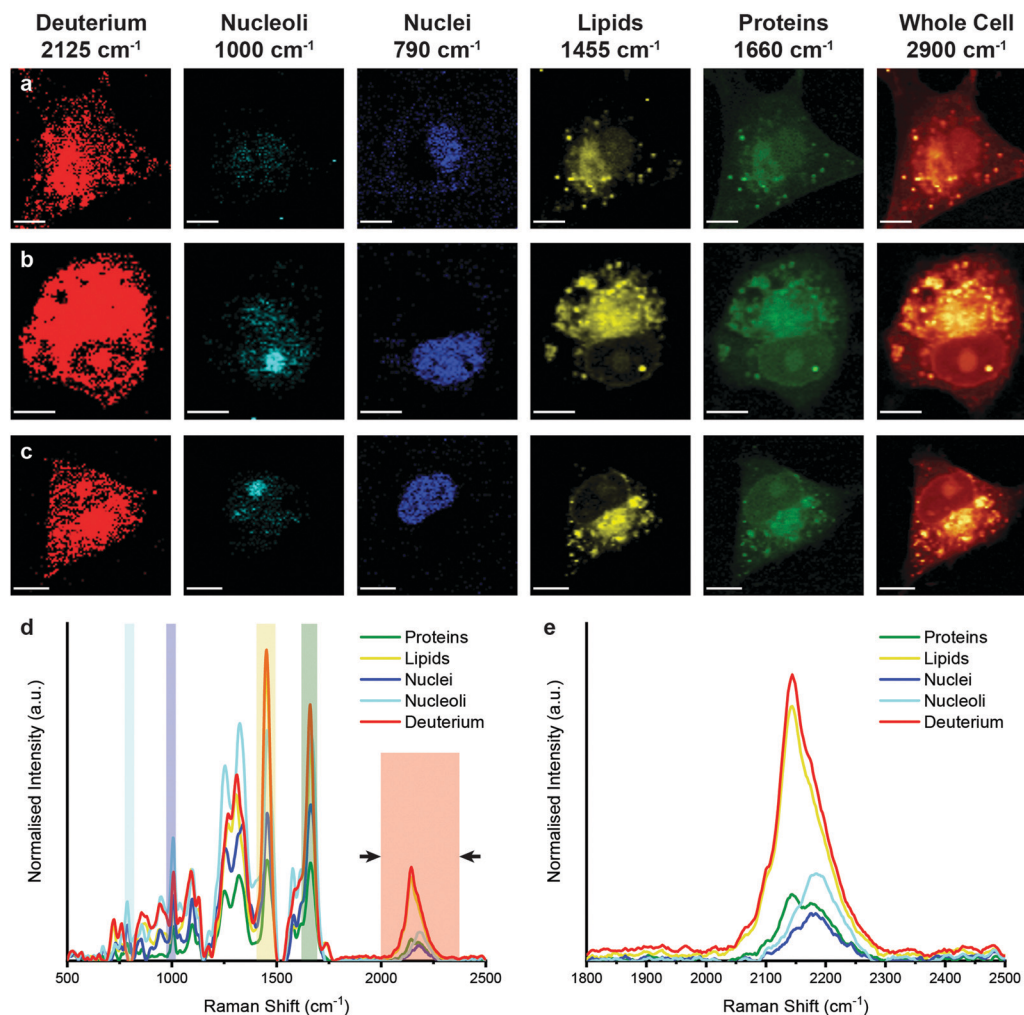 Deuterium Nucleoli Nuclei Lipids Proteins Whole Cell
2125 cm⁻¹ 1000 cm⁻¹ 790 cm⁻¹ 1455 cm⁻¹ 1660 cm⁻¹ 2900 cm⁻¹
a
b
c
d
Proteins
Lipids
Nuclei
Nucleoli
Deuterium
Normalised Intensity (a.u.)
500 1000 1500 2000 2500
Raman Shift (cm⁻¹)
e
Proteins
Lipids
Nuclei
Nucleoli
Deuterium
Normalised Intensity (a.u.)
1800 1900 2000 2100 2200 2300 2400 2500
Raman Shift (cm⁻¹)